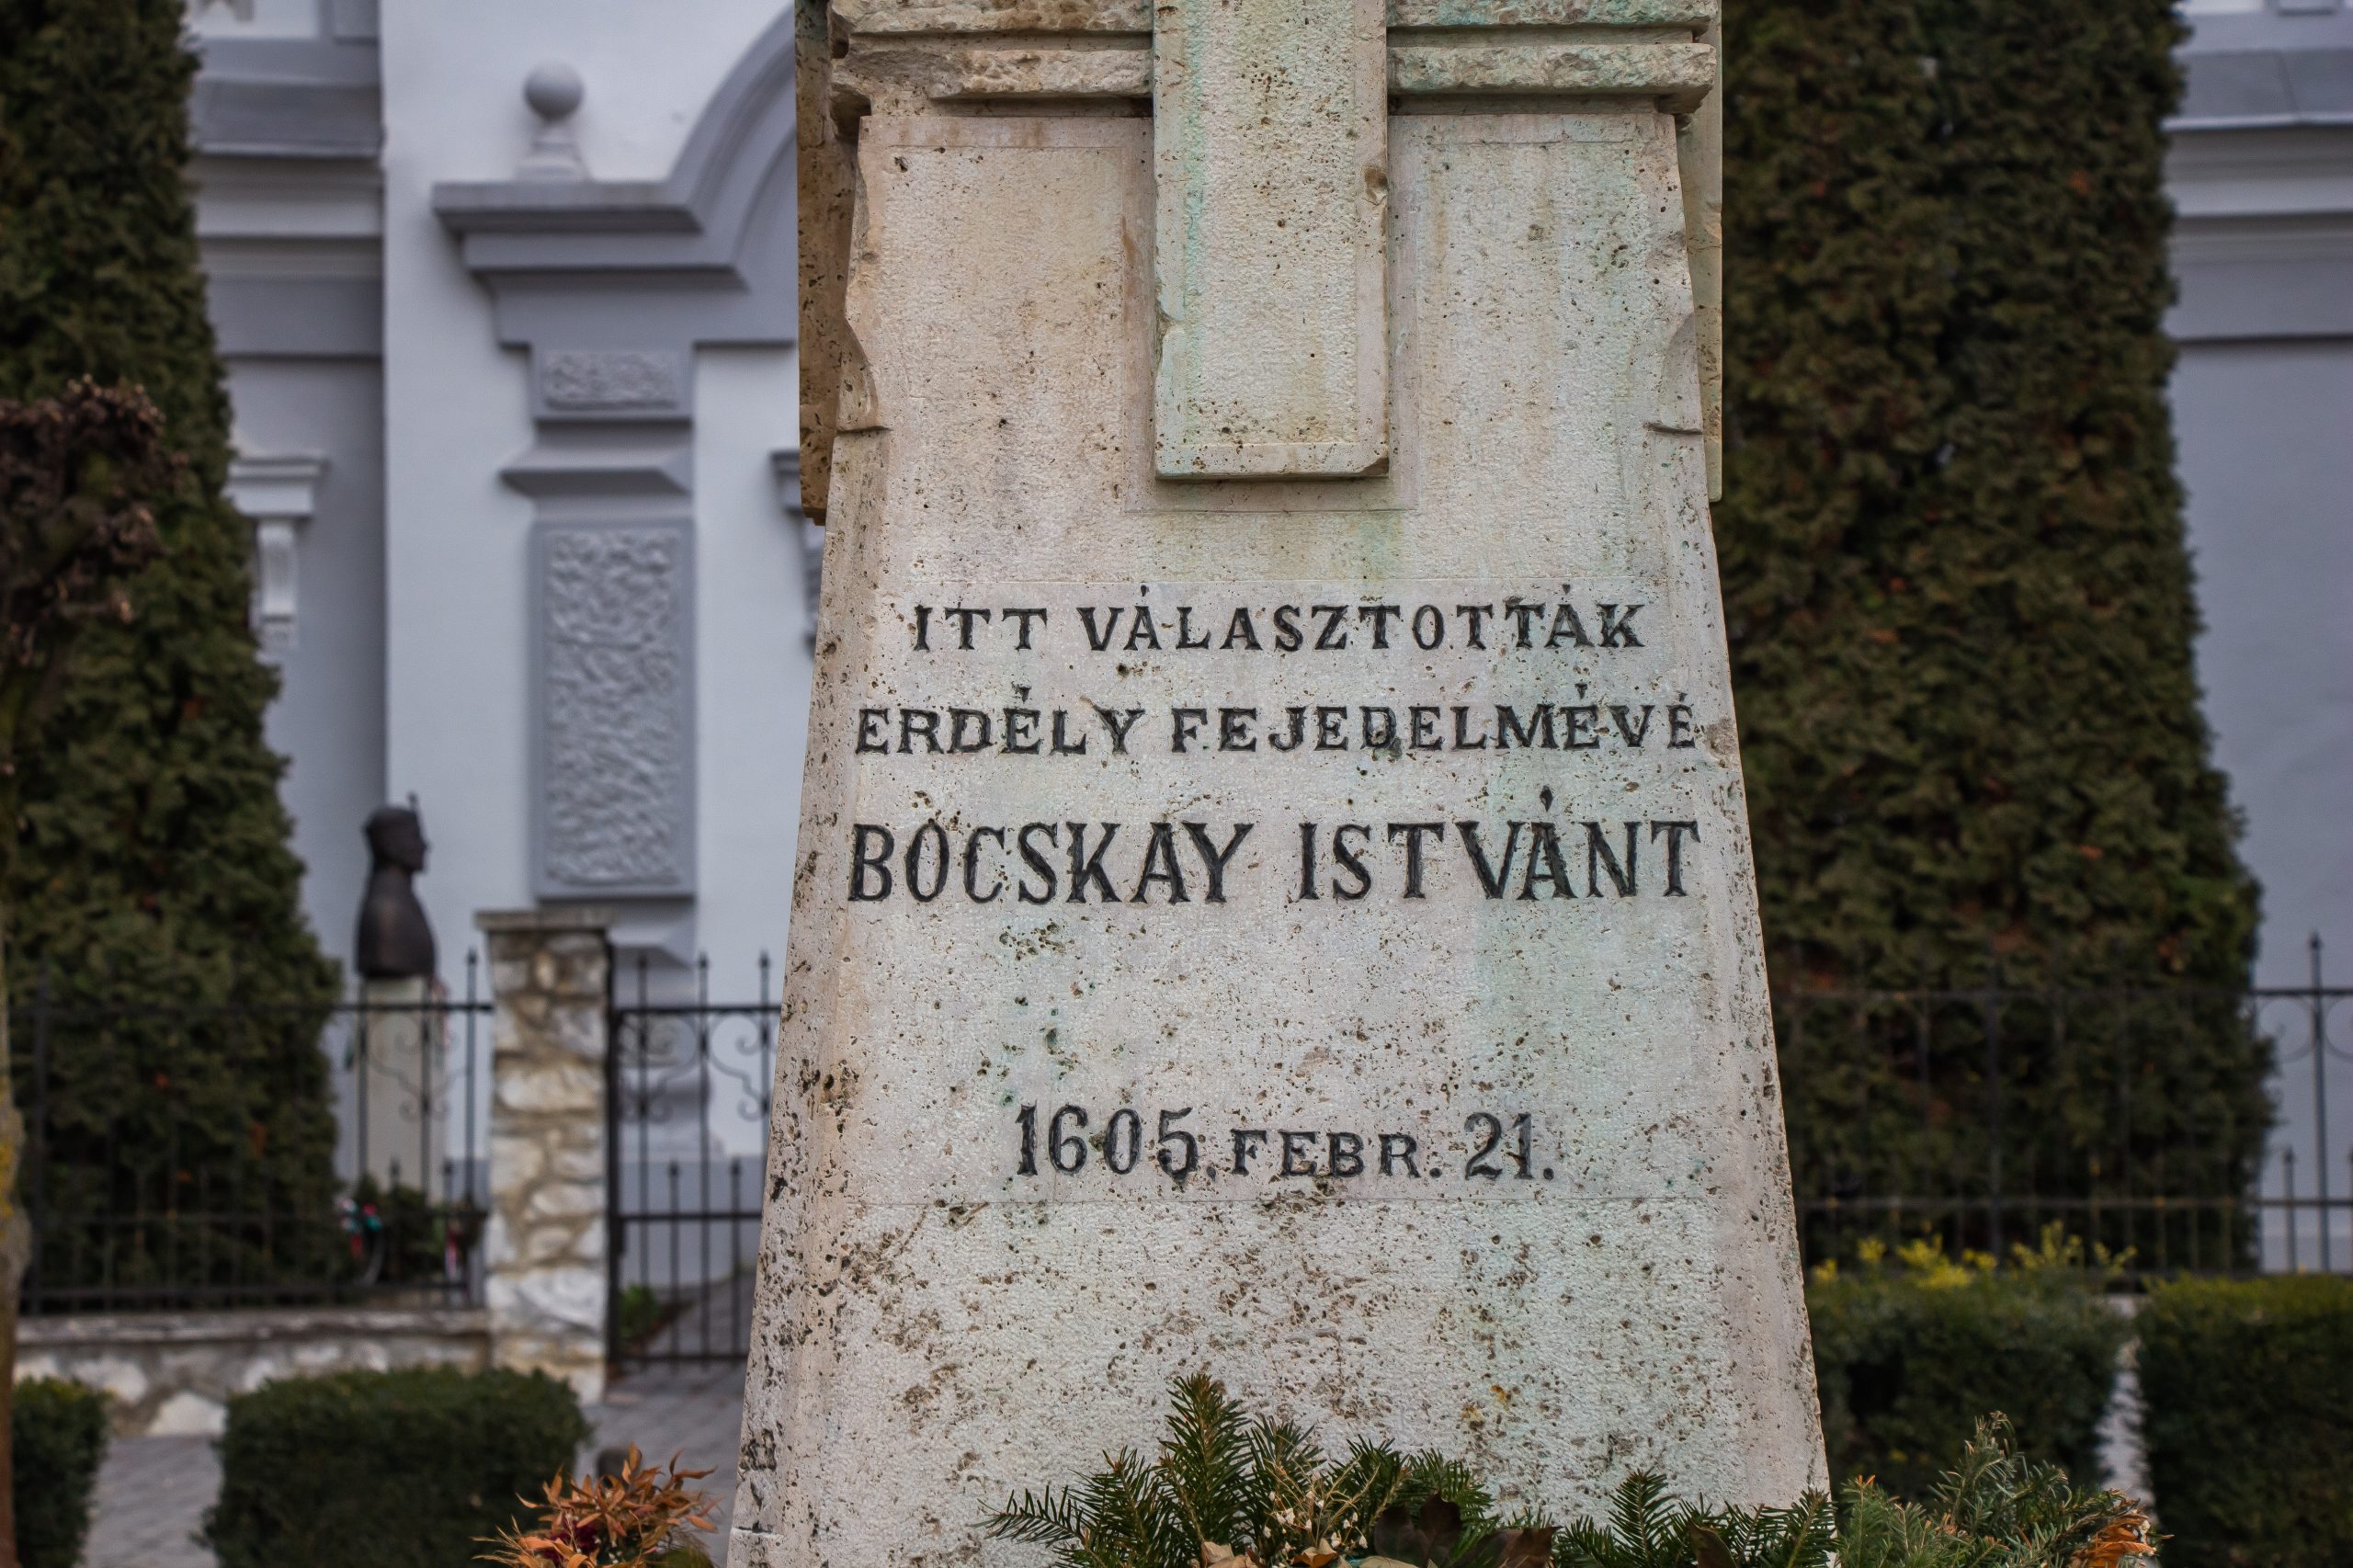 ITT VÁLASZTOTTÁK
ERDÉLY FEJEDELMÉVÉ
BOCSKAY ISTVÁNT
1605. FEBR. 21.